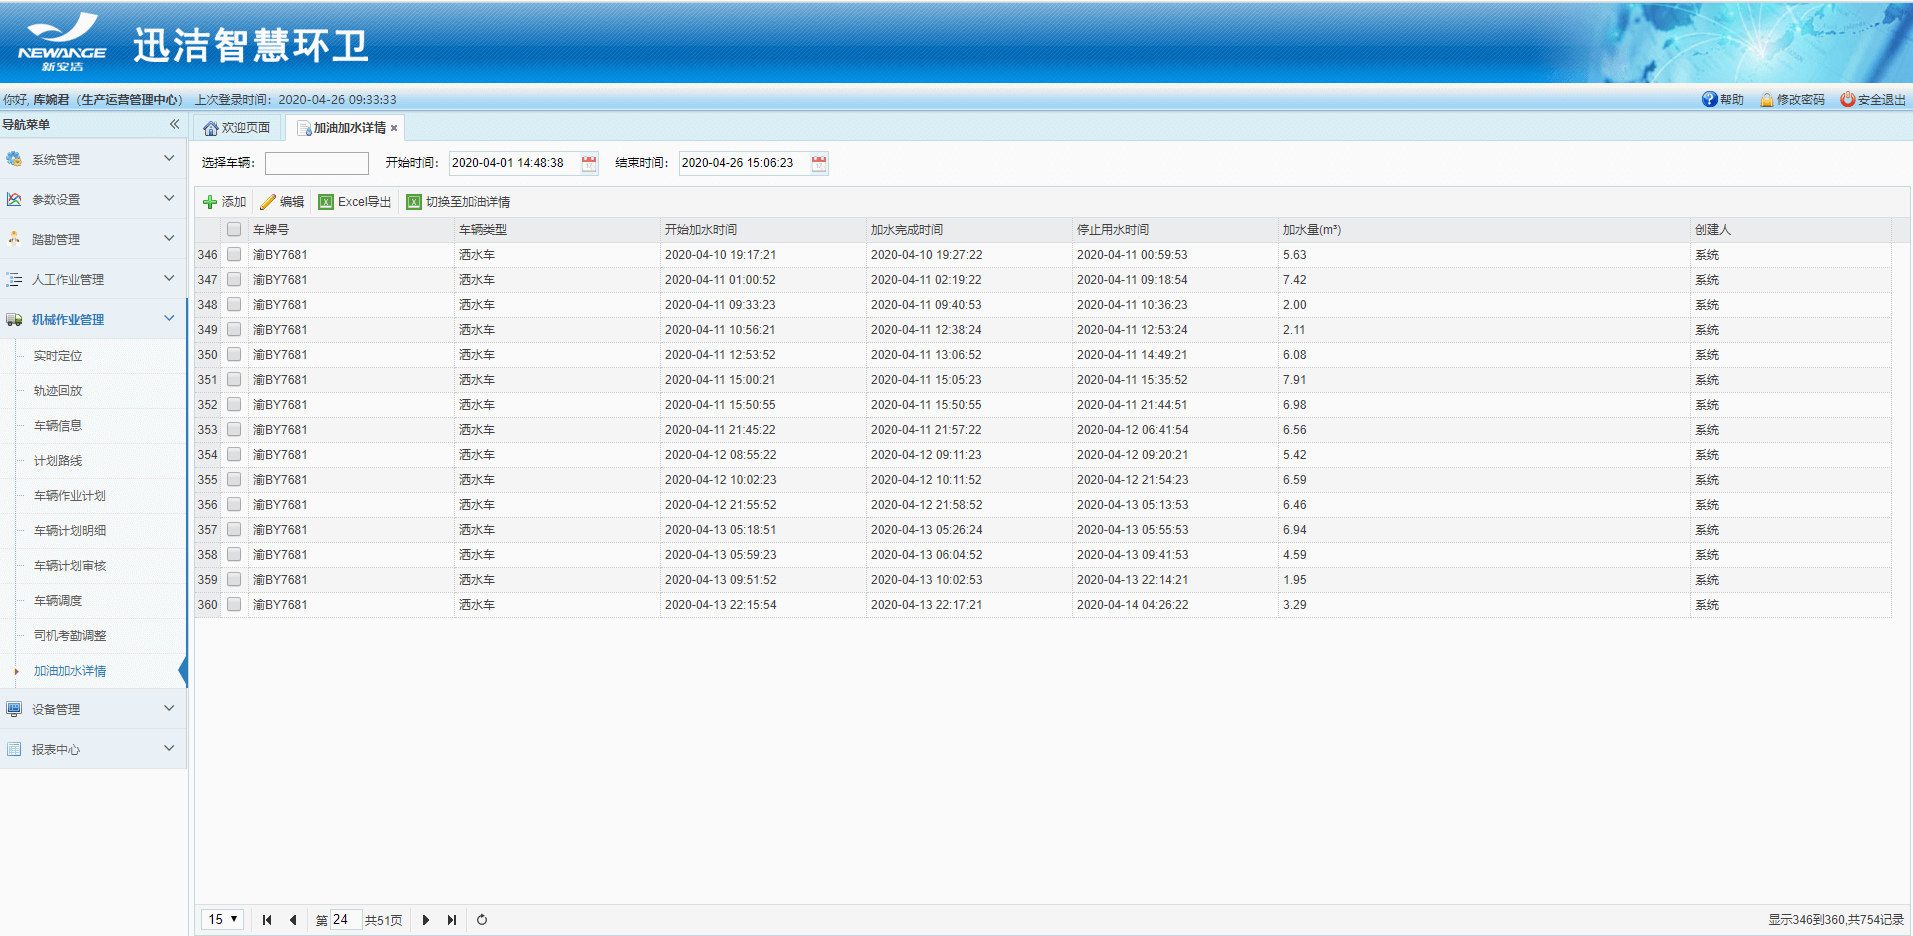 NEWANGE
新安洁
迅洁智慧环卫
你好, 库婉君（生产运营管理中心） 上次登录时间：2020-04-26 09:33:33
帮助 修改密码 安全退出
导航菜单
系统管理
参数设置
踏勘管理
人工作业管理
机械作业管理
实时定位
轨迹回放
车辆信息
计划路线
车辆作业计划
车辆计划明细
车辆计划审核
车辆调度
司机考勤调整
加油加水详情
设备管理
报表中心
欢迎页面 加油加水详情
选择车辆： 开始时间： 2020-04-01 14:48:38 结束时间： 2020-04-26 15:06:23
添加 编辑 Excel导出 切换至加油详情
车牌号 车辆类型 开始加水时间 加水完成时间 停止用水时间 加水量(m³) 创建人
346 渝BY7681 洒水车 2020-04-10 19:17:21 2020-04-10 19:27:22 2020-04-11 00:59:53 5.63 系统
347 渝BY7681 洒水车 2020-04-11 01:00:52 2020-04-11 02:19:22 2020-04-11 09:18:54 7.42 系统
348 渝BY7681 洒水车 2020-04-11 09:33:23 2020-04-11 09:40:53 2020-04-11 10:36:23 2.00 系统
349 渝BY7681 洒水车 2020-04-11 10:56:21 2020-04-11 12:38:24 2020-04-11 12:53:24 2.11 系统
350 渝BY7681 洒水车 2020-04-11 12:53:52 2020-04-11 13:06:52 2020-04-11 14:49:21 6.08 系统
351 渝BY7681 洒水车 2020-04-11 15:00:21 2020-04-11 15:05:23 2020-04-11 15:35:52 7.91 系统
352 渝BY7681 洒水车 2020-04-11 15:50:55 2020-04-11 15:50:55 2020-04-11 21:44:51 6.98 系统
353 渝BY7681 洒水车 2020-04-11 21:45:22 2020-04-11 21:57:22 2020-04-12 06:41:54 6.56 系统
354 渝BY7681 洒水车 2020-04-12 08:55:22 2020-04-12 09:11:23 2020-04-12 09:20:21 5.42 系统
355 渝BY7681 洒水车 2020-04-12 10:02:23 2020-04-12 10:11:52 2020-04-12 21:54:23 6.59 系统
356 渝BY7681 洒水车 2020-04-12 21:55:52 2020-04-12 21:58:52 2020-04-13 05:13:53 6.46 系统
357 渝BY7681 洒水车 2020-04-13 05:18:51 2020-04-13 05:26:24 2020-04-13 05:55:53 6.94 系统
358 渝BY7681 洒水车 2020-04-13 05:59:23 2020-04-13 06:04:52 2020-04-13 09:41:53 4.59 系统
359 渝BY7681 洒水车 2020-04-13 09:51:52 2020-04-13 10:02:53 2020-04-13 22:14:21 1.95 系统
360 渝BY7681 洒水车 2020-04-13 22:15:54 2020-04-13 22:17:21 2020-04-14 04:26:22 3.29 系统
15 第 24 共51页 显示346到360,共754记录